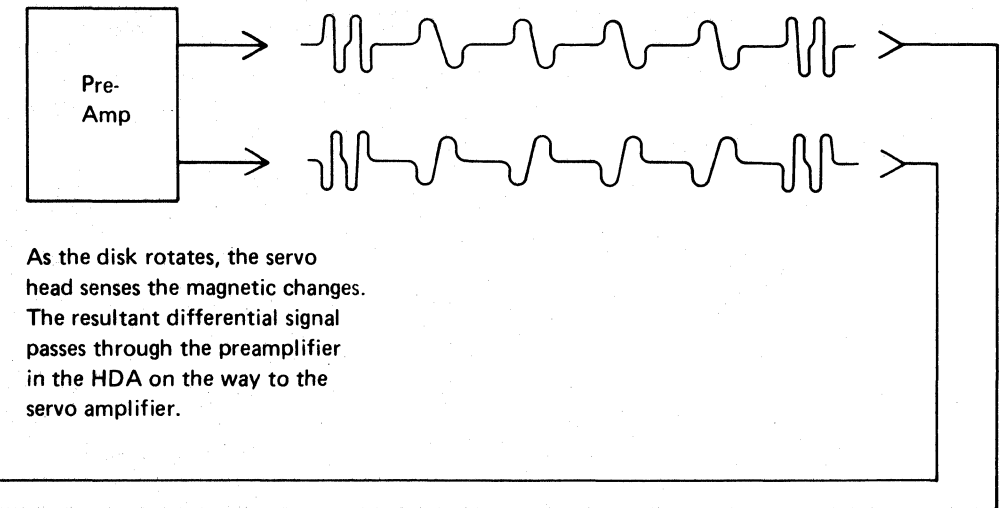 Pre-
Amp
As the disk rotates, the servo
head senses the magnetic changes.
The resultant differential signal
passes through the preamplifier
in the HDA on the way to the
servo amplifier.